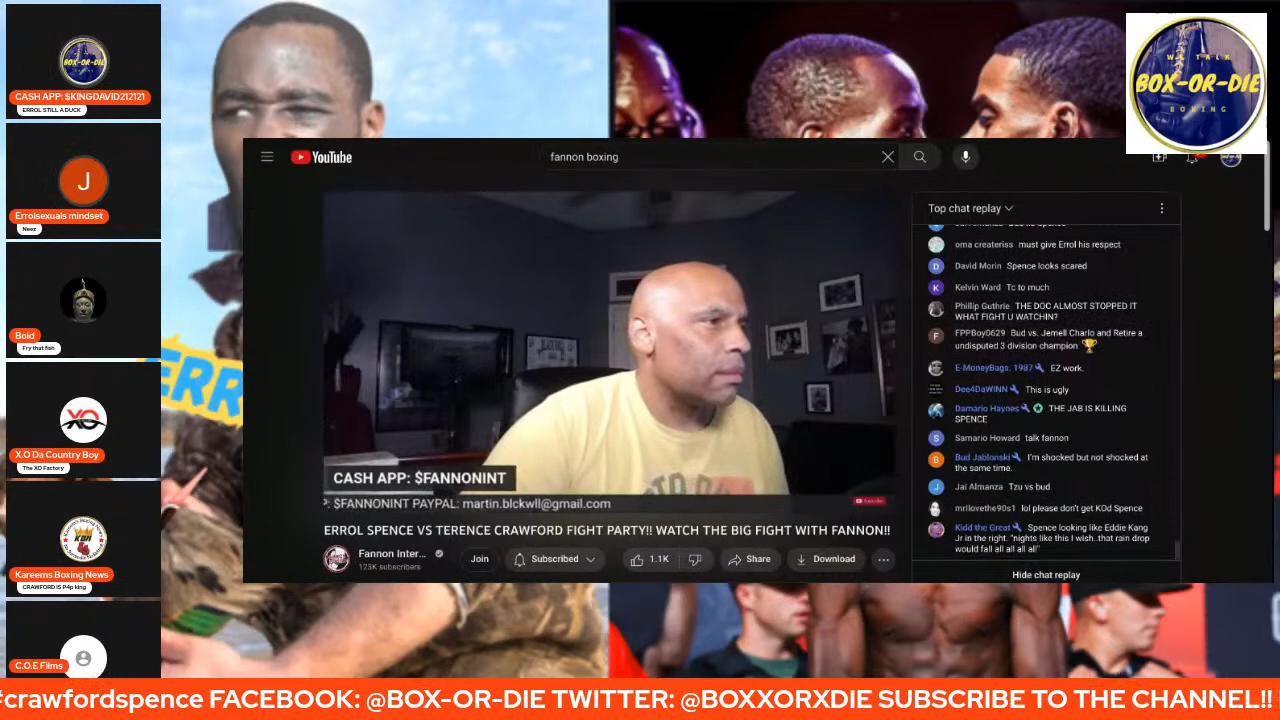 CASH APP: $KINGDAVID212121
ERROL STILL A DUCK
Errolsexuals mindset
Neez
Bold
Fry that fish
X.O Da Country Boy
The XO Factory
Kareems Boxing News
CRAWFORD IS P4p king
C.O.E Films
J
XO
ERR
WE TALK
BOX-OR-DIE
BOXING
YouTube
fannon boxing
CASH APP: $FANNONINT
P: $FANNONINT PAYPAL: martin.blckwll@gmail.com
ERROL SPENCE VS TERENCE CRAWFORD FIGHT PARTY!! WATCH THE BIG FIGHT WITH FANNON!!
Fannon Inter...
123K subscribers
Join
Subscribed
1.1K
Share
Download
Top chat replay
oma createriss must give Errol his respect
David Morin Spence looks scared
Kelvin Ward Tc to much
Phillip Guthrie THE DOC ALMOST STOPPED IT
WHAT FIGHT U WATCHIN?
FPPBoy0629 Bud vs. Jemell Charlo and Retire a
undisputed 3 division champion
E-MoneyBags. 1987 EZ work.
Dee4DaWINN This is ugly
Damario Haynes THE JAB IS KILLING
SPENCE
Samario Howard talk fannon
Bud Jablonski I'm shocked but not shocked at
the same time.
Jai Almanza Tzu vs bud
mrilovethe90s1 lol please don't get KOd Spence
Kidd the Great Spence looking like Eddie Kang
Jr in the right. "nights like this I wish..that rain drop
would fall all all all all"
Hide chat replay
#crawfordspence FACEBOOK: @BOX-OR-DIE TWITTER: @BOXXORXDIE SUBSCRIBE TO THE CHANNEL!!